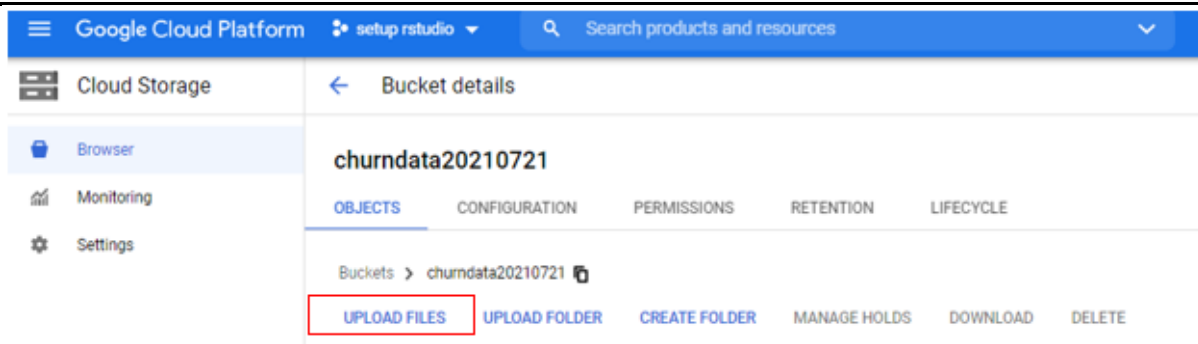 Google Cloud Platform setup rstudio Search products and resources
Cloud Storage Bucket details
Browser
churndata20210721
Monitoring
OBJECTS CONFIGURATION PERMISSIONS RETENTION LIFECYCLE
Settings
Buckets > churndata20210721
UPLOAD FILES UPLOAD FOLDER CREATE FOLDER MANAGE HOLDS DOWNLOAD DELETE